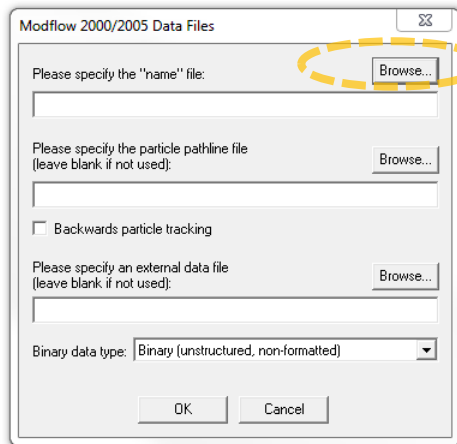 Modflow 2000/2005 Data Files
Please specify the "name" file:
Browse...
Please specify the particle pathline file
(leave blank if not used):
Browse...
Backwards particle tracking
Please specify an external data file
(leave blank if not used):
Browse...
Binary data type: Binary (unstructured, non-formatted)
OK Cancel